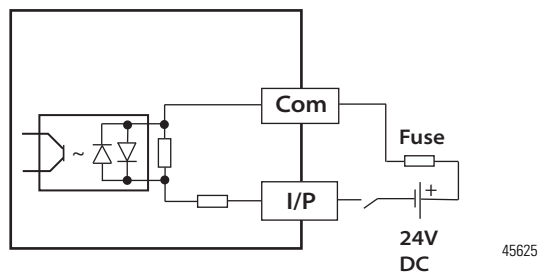 Com
Fuse
~
I/P
+
24V
DC
45625